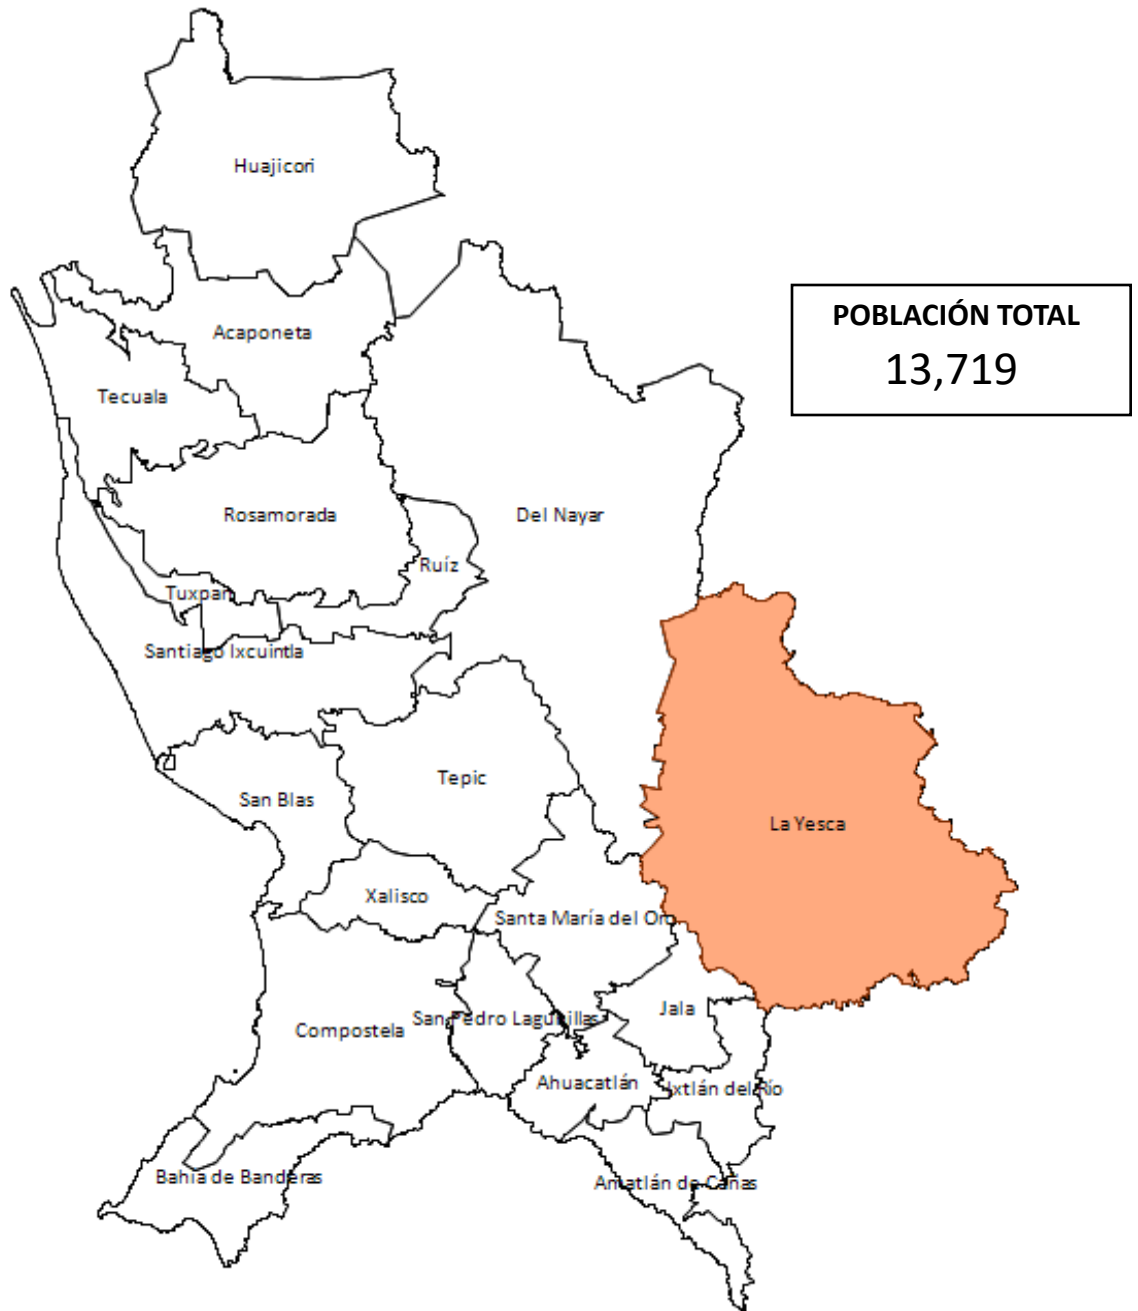 Huajicori
Acaponeta
POBLACIÓN TOTAL
13,719
Tecuala
Rosamorada
Del Nayar
Ruíz
Tuxpan
Santiago Ixcuintla
Tepic
San Blas
La Yesca
Xalisco
Santa María del Oro
Jala
San Pedro Lagunillas
Compostela
Ahuacatlán
Ixtlán del Río
Bahía de Banderas
Amatlán de Cañas